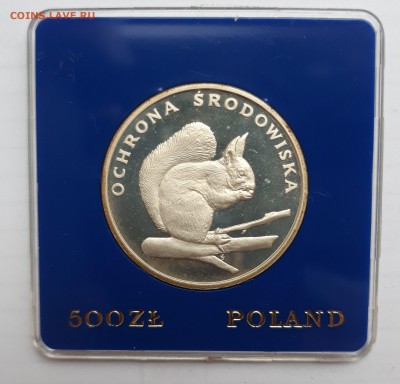 COINS.LAVE.RU
OCHRONA ŚRODOWISKA
500ZŁ POLAND